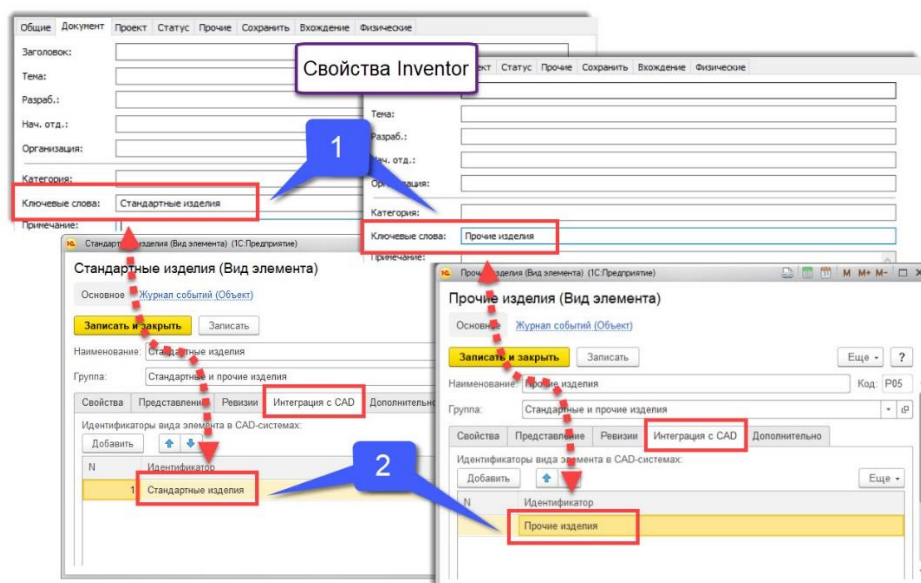 Общие Документ Проект Статус Прочие Сохранить Вхождение Физические
Заголовок:
Тема:
Разраб.:
Нач. отд.:
Организация:
Категория:
Ключевые слова: Стандартные изделия
Примечание:
Свойства Inventor
Статус Прочие Сохранить Вхождение Физические
Тема:
Разраб.:
Нач. отд.:
Категория:
Ключевые слова: Прочие изделия
Примечание:
1
Стандартные изделия (Вид элемента) (1С:Предприятие)
Стандартные изделия (Вид элемента)
Основное Журнал событий (Объект)
Записать и закрыть Записать
Наименование: Стандартные изделия
Группа: Стандартные и прочие изделия
Свойства Представление Ревизии Интеграция с CAD Дополнительно
Идентификаторы вида элемента в CAD-системах:
Добавить
N Идентификатор
1 Стандартные изделия
2
Прочие изделия (Вид элемента) (1С:Предприятие) M M+ M-
Прочие изделия (Вид элемента)
Основное Журнал событий (Объект)
Записать и закрыть Записать Еще ?
Наименование: Прочие изделия Код: P05
Группа: Стандартные и прочие изделия
Свойства Представление Ревизии Интеграция с CAD Дополнительно
Идентификаторы вида элемента в CAD-системах:
Добавить Еще
N Идентификатор
Прочие изделия